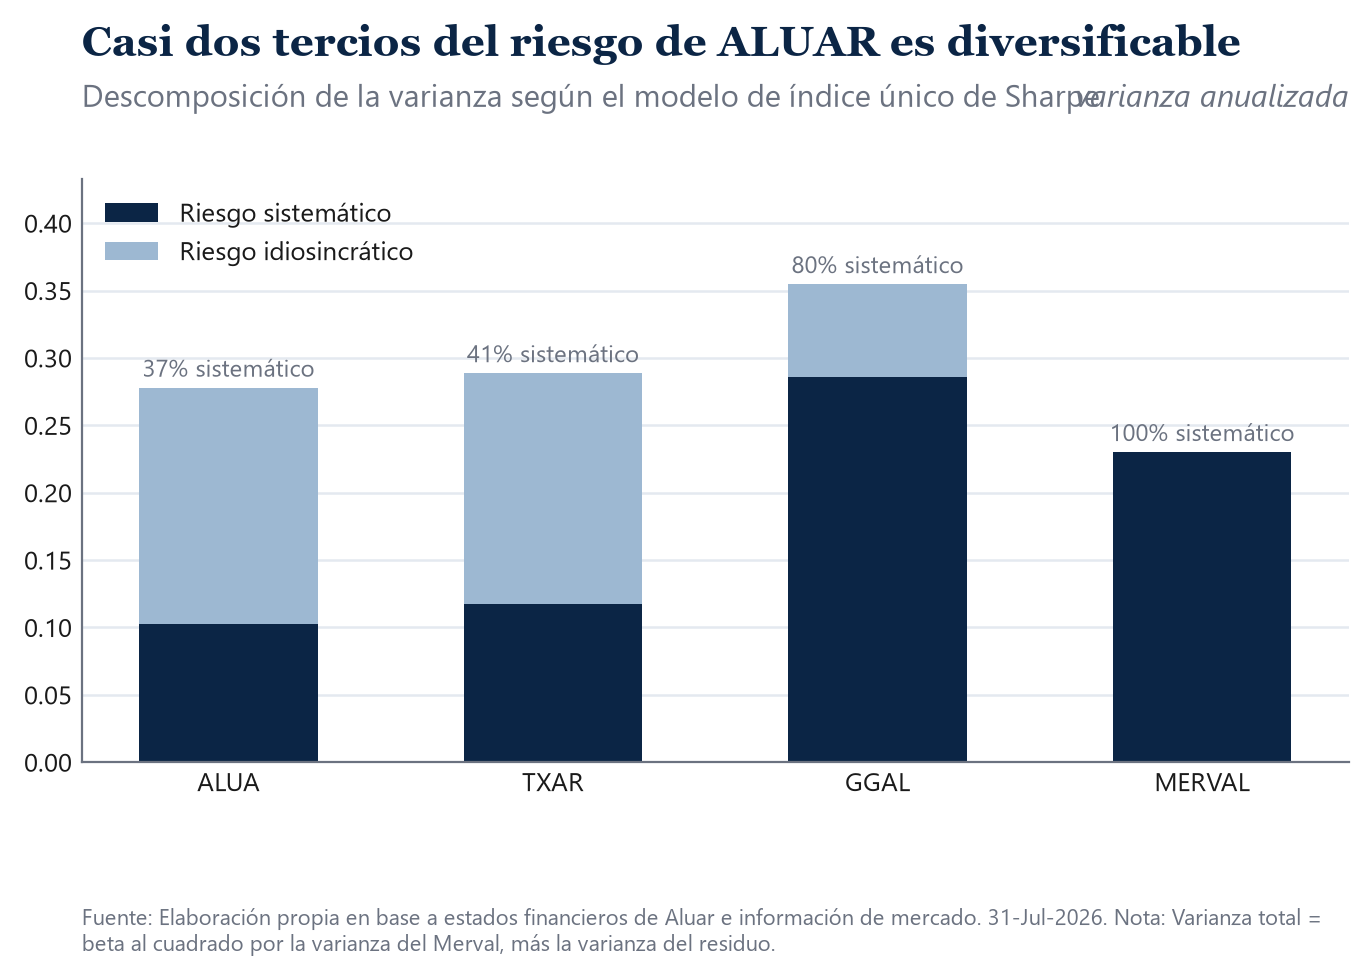 Casi dos tercios del riesgo de ALUAR es diversificable
Descomposición de la varianza según el modelo de índice único de Sharpe
varianza anualizada
Riesgo sistemático
Riesgo idiosincrático
0.40
0.35
0.30
0.25
0.20
0.15
0.10
0.05
0.00
37% sistemático
41% sistemático
80% sistemático
100% sistemático
ALUA
TXAR
GGAL
MERVAL
Fuente: Elaboración propia en base a estados financieros de Aluar e información de mercado. 31-Jul-2026. Nota: Varianza total =
beta al cuadrado por la varianza del Merval, más la varianza del residuo.